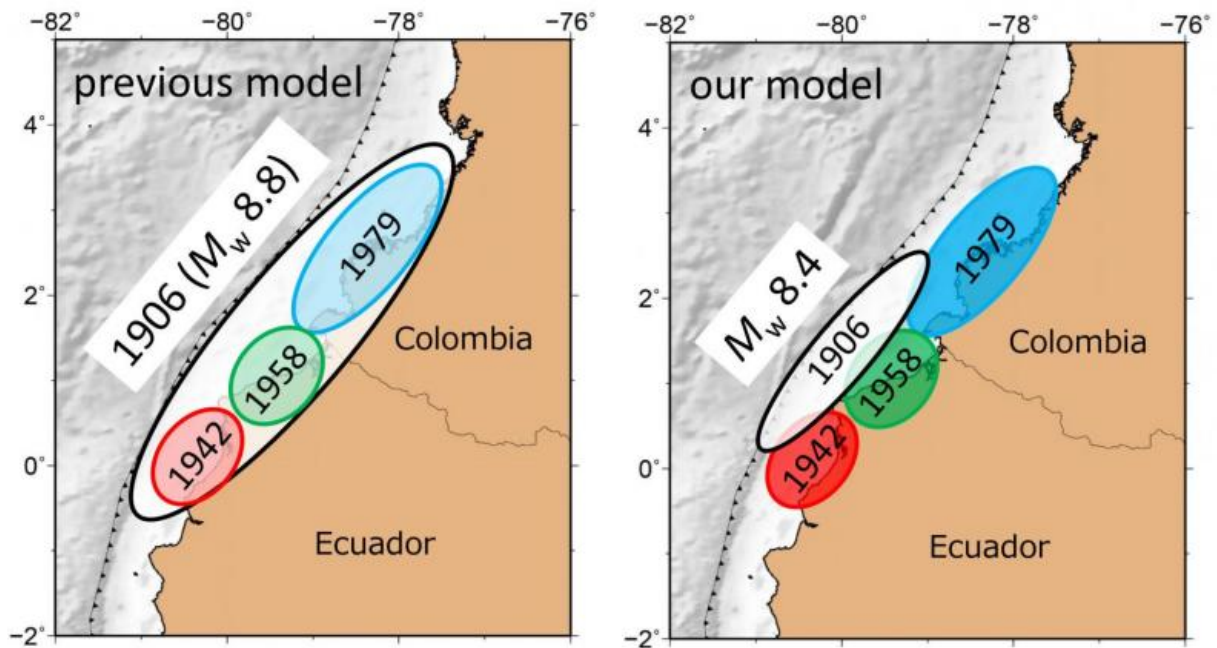 −82° −80° −78° −76°
previous model
4°
1906 (Mw 8.8)
1979
2°
Colombia
1958
1942
0°
Ecuador
−2°
−82° −80° −78° −76°
our model
4°
Mw 8.4
1979
2°
1906
Colombia
1958
1942
0°
Ecuador
−2°